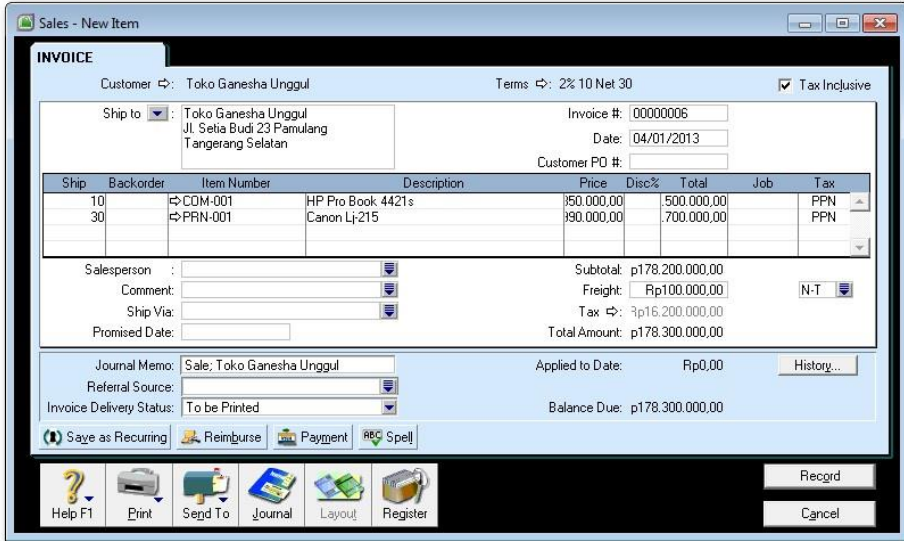 Sales - New Item
INVOICE
Customer ⇨: Toko Ganesha Unggul Terms ⇨: 2% 10 Net 30 Tax Inclusive
Ship to : Toko Ganesha Unggul Invoice #: 00000006
Jl. Setia Budi 23 Pamulang Date: 04/01/2013
Tangerang Selatan
Customer PO #:
Ship Backorder Item Number Description Price Disc% Total Job Tax
10 ⇨COM-001 HP Pro Book 4421s 950.000,00 .500.000,00 PPN
30 ⇨PRN-001 Canon Lj-215 990.000,00 .700.000,00 PPN
Salesperson : Subtotal: p178.200.000,00
Comment: Freight: Rp100.000,00 N-T
Ship Via: Tax ⇨: Rp16.200.000,00
Promised Date: Total Amount: p178.300.000,00
Journal Memo: Sale; Toko Ganesha Unggul Applied to Date: Rp0,00 History...
Referral Source:
Invoice Delivery Status: To be Printed Balance Due: p178.300.000,00
Save as Recurring Reimburse Payment ABC Spell
Help F1 Print Send To Journal Layout Register
Record
Cancel